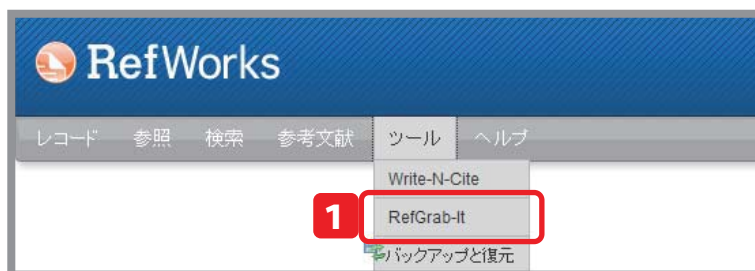 RefWorks
レコード 参照 検索 参考文献 ツール ヘルプ
Write-N-Cite
1 RefGrab-It
バックアップと復元